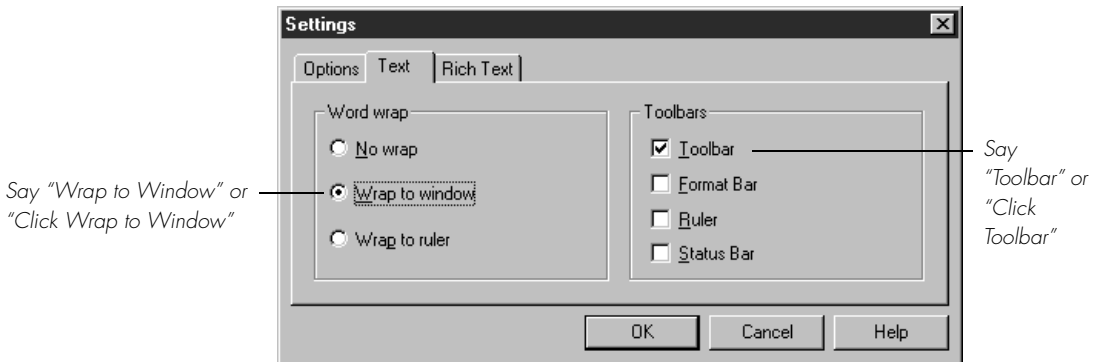 Settings
Options Text Rich Text
Word wrap
No wrap
Wrap to window
Wrap to ruler
Toolbars
Toolbar
Format Bar
Ruler
Status Bar
OK Cancel Help
Say “Wrap to Window” or
“Click Wrap to Window”
Say
“Toolbar” or
“Click
Toolbar”